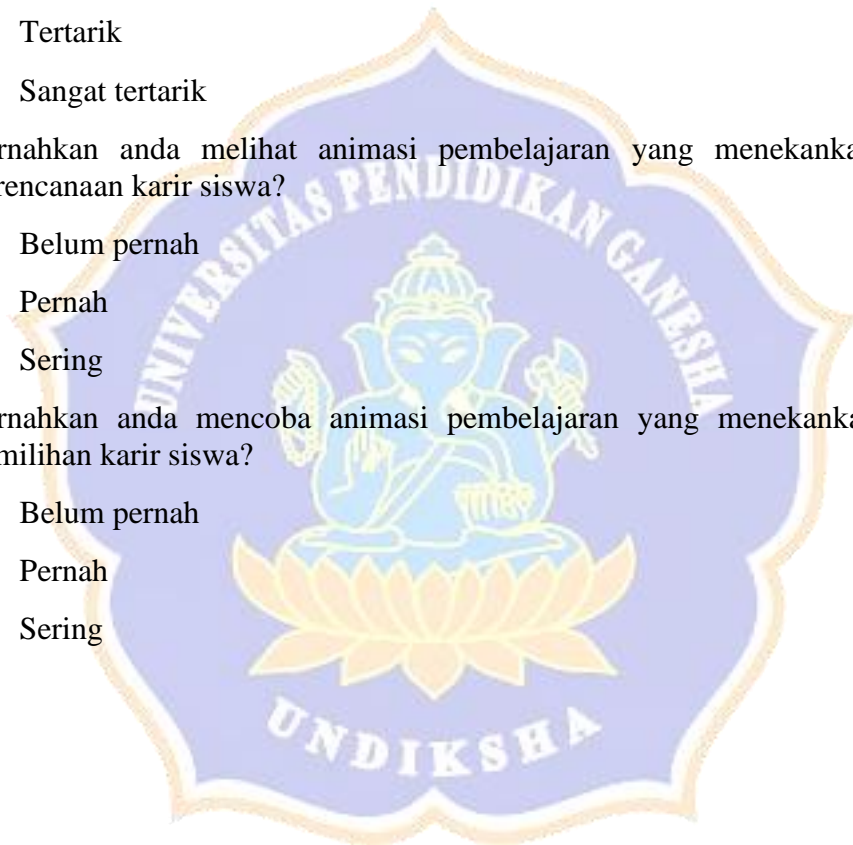 Tertarik
Sangat tertarik
rnahkan anda melihat animasi pembelajaran yang menekanka
rencanaan karir siswa?
UNIVERSITAS PENDIDIKAN GANESHA
Belum pernah
Pernah
Sering
rnahkan anda mencoba animasi pembelajaran yang menekanka
milihan karir siswa?
Belum pernah
Pernah
Sering
UNDIKSHA